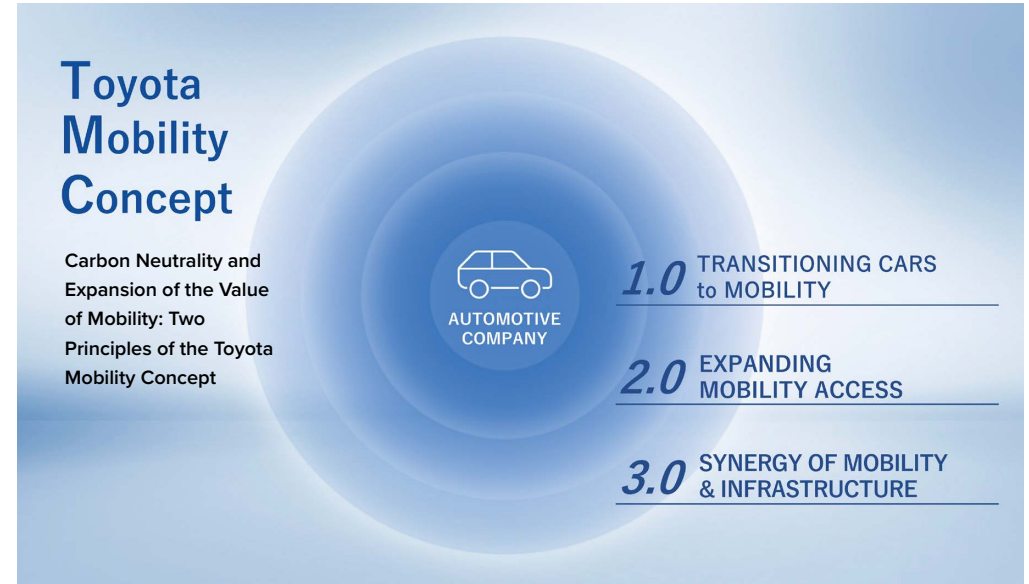 Toyota
Mobility
Concept
Carbon Neutrality and
Expansion of the Value
of Mobility: Two
Principles of the Toyota
Mobility Concept
AUTOMOTIVE
COMPANY
1.0 TRANSITIONING CARS
to MOBILITY
2.0 EXPANDING
MOBILITY ACCESS
3.0 SYNERGY OF MOBILITY
& INFRASTRUCTURE